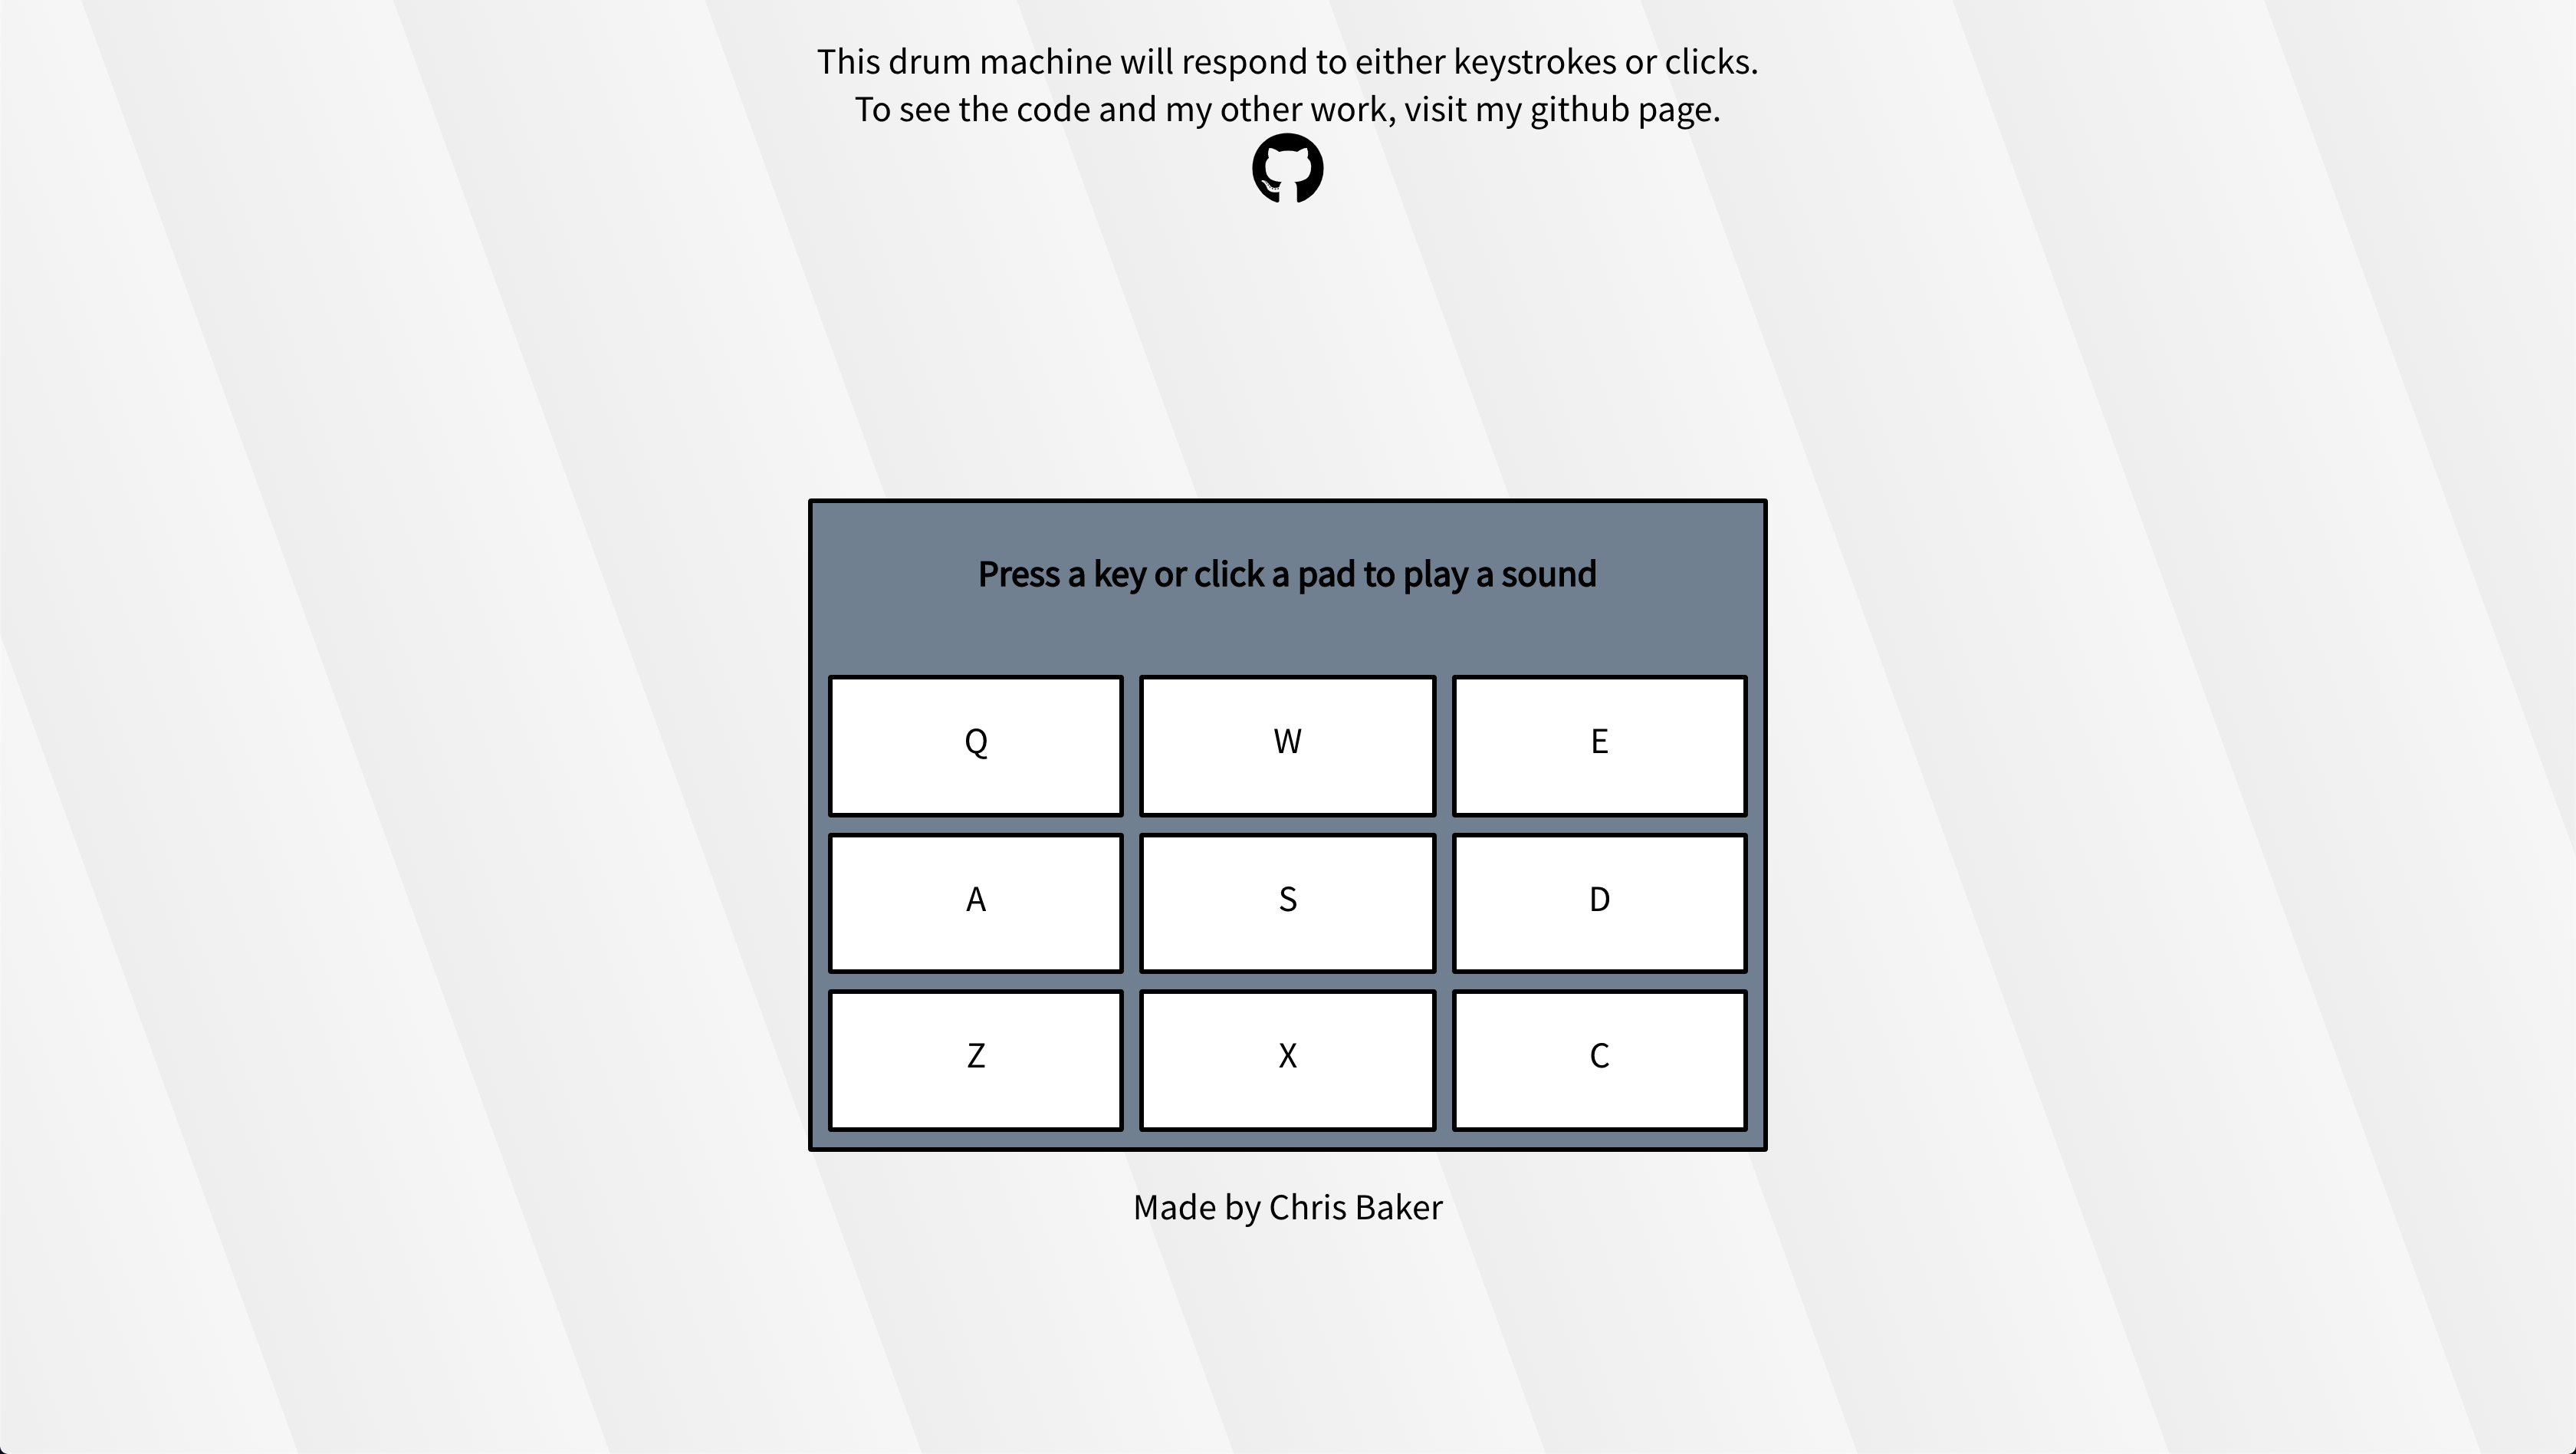 This drum machine will respond to either keystrokes or clicks.
To see the code and my other work, visit my github page.
Press a key or click a pad to play a sound
Q W E
A S D
Z X C
Made by Chris Baker